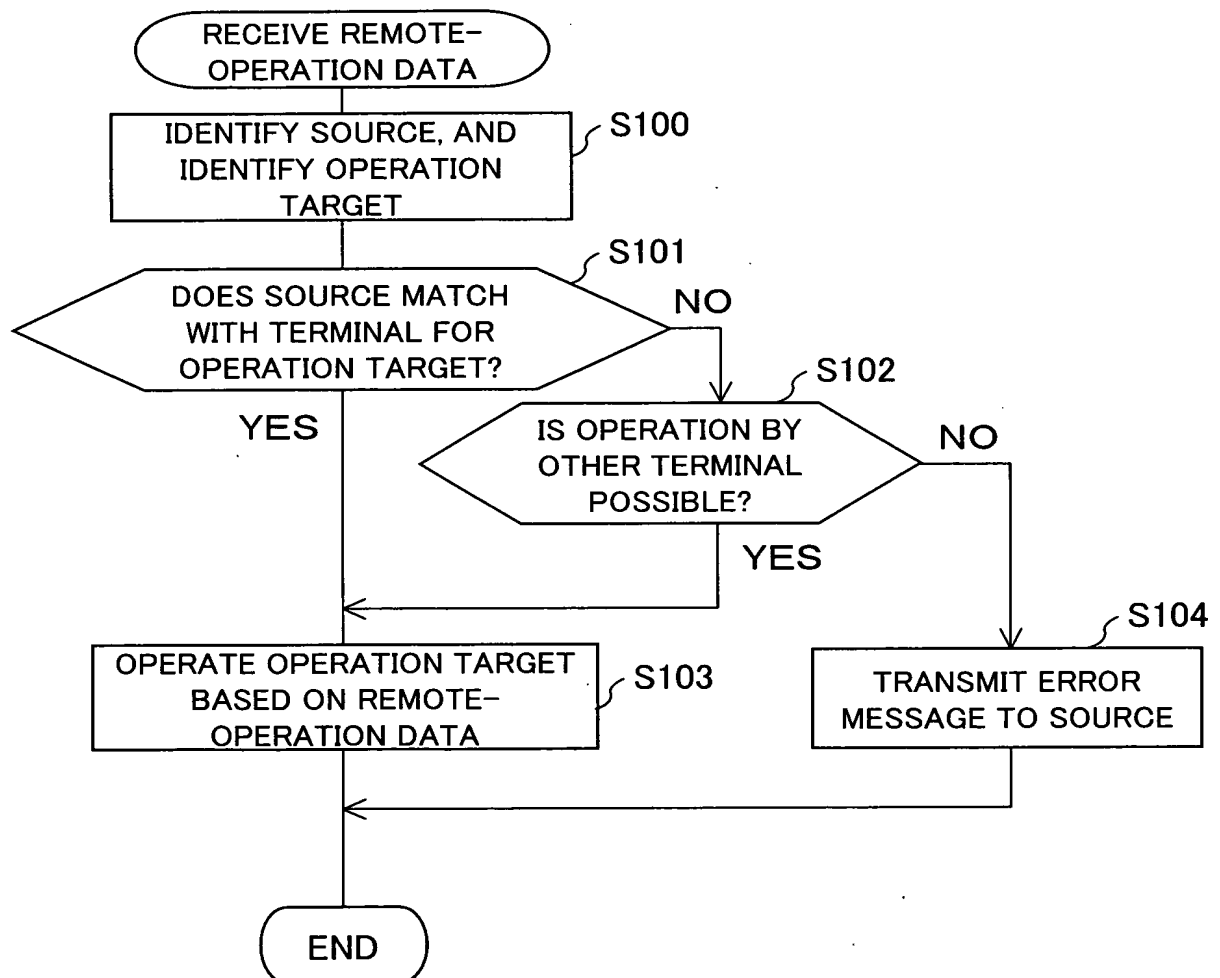 RECEIVE REMOTE-
OPERATION DATA
IDENTIFY SOURCE, AND
IDENTIFY OPERATION
TARGET
S100
DOES SOURCE MATCH
WITH TERMINAL FOR
OPERATION TARGET?
S101
NO
YES
IS OPERATION BY
OTHER TERMINAL
POSSIBLE?
S102
NO
YES
OPERATE OPERATION TARGET
BASED ON REMOTE-
OPERATION DATA
S103
TRANSMIT ERROR
MESSAGE TO SOURCE
S104
END